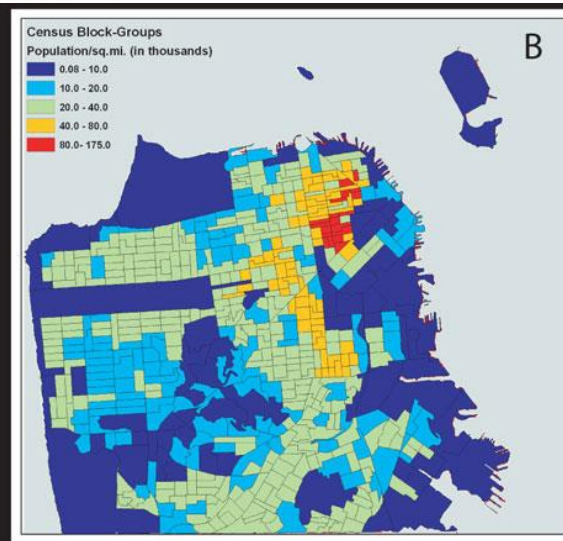 Census Block-Groups
Population/sq.mi. (in thousands)
0.08 - 10.0
10.0 - 20.0
20.0 - 40.0
40.0 - 80.0
80.0- 175.0
B